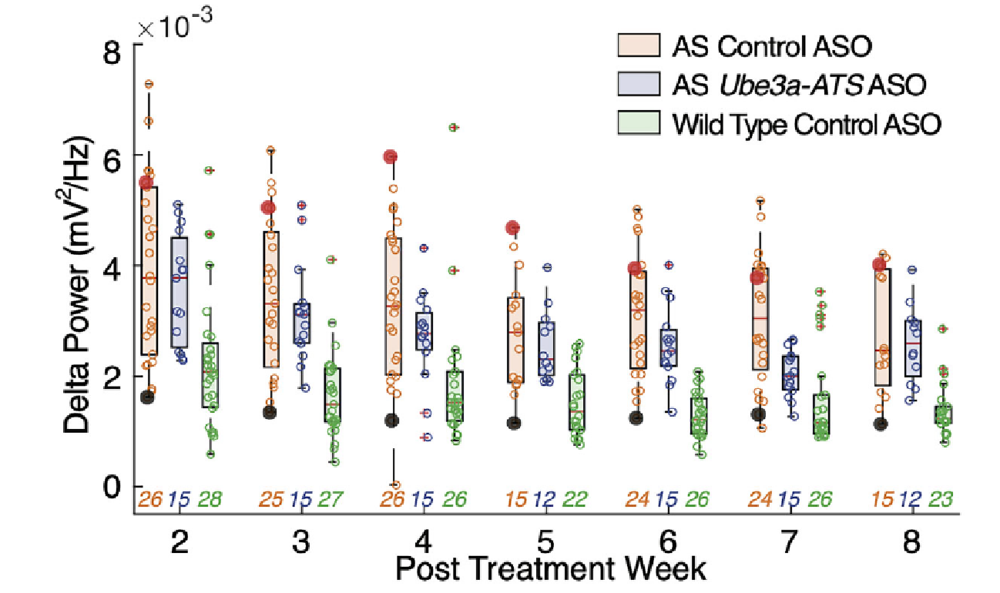 ×10⁻³
8
AS Control ASO
AS Ube3a-ATS ASO
Wild Type Control ASO
6
4
2
0
Delta Power (mV²/Hz)
26 15 28 25 15 27 26 15 26 15 12 22 24 15 26 24 15 26 15 12 23
2 3 4 5 6 7 8
Post Treatment Week